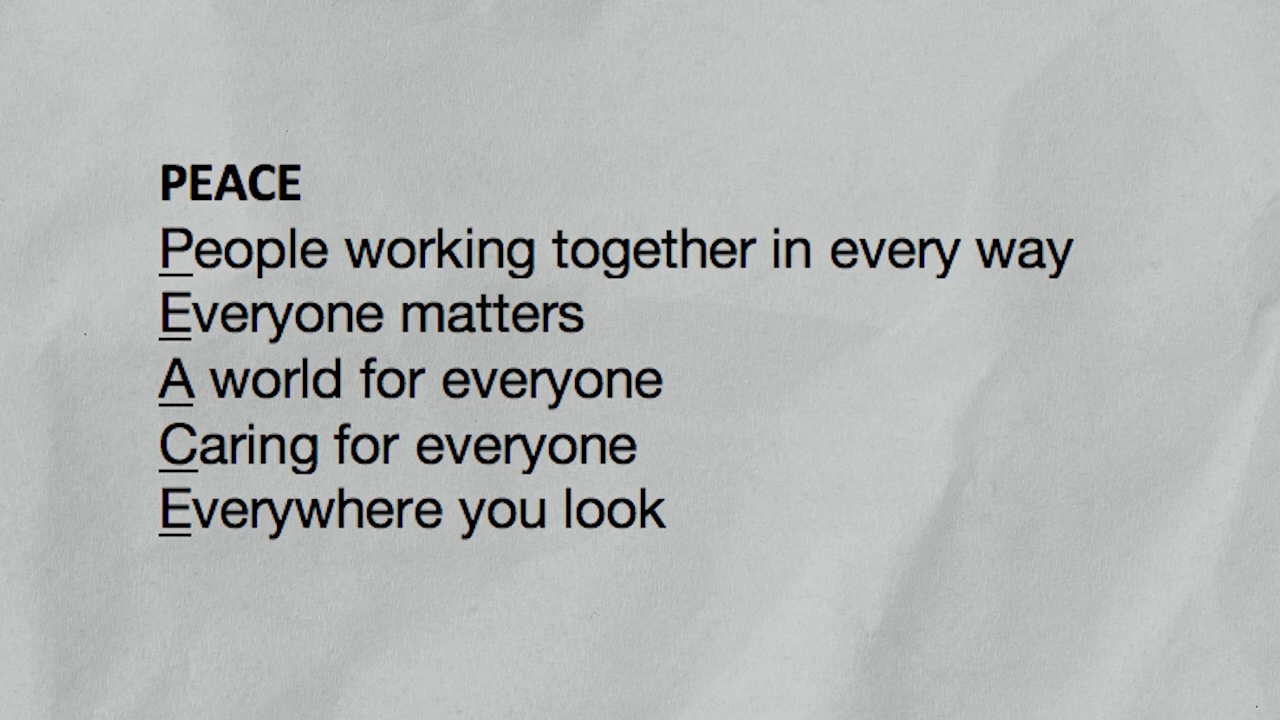 PEACE
People working together in every way
Everyone matters
A world for everyone
Caring for everyone
Everywhere you look